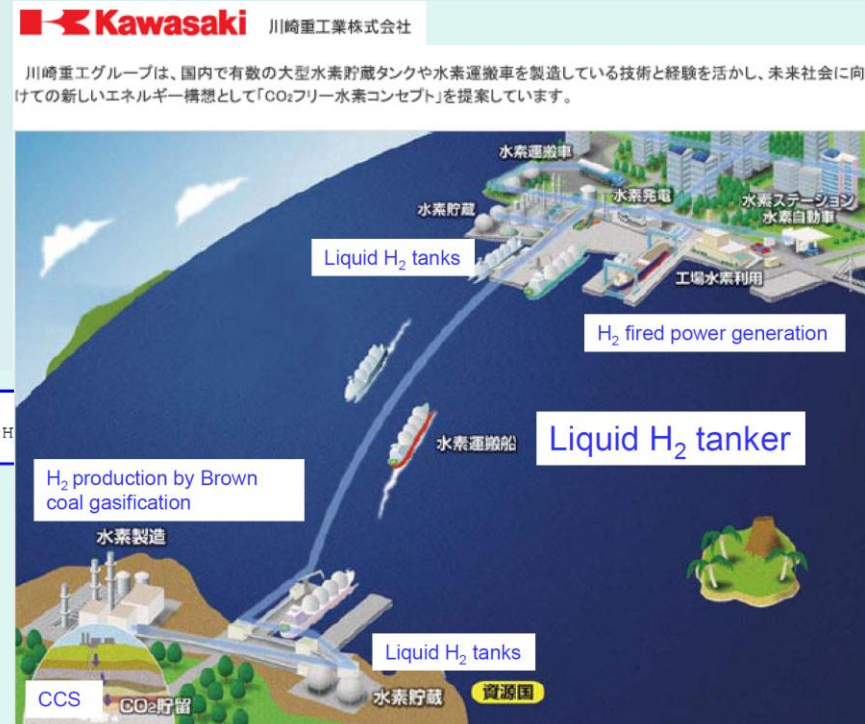 Kawasaki 川崎重工業株式会社
川崎重工グループは、国内で有数の大型水素貯蔵タンクや水素運搬車を製造している技術と経験を活かし、未来社会に向
けての新しいエネルギー構想として「CO₂フリー水素コンセプト」を提案しています。
水素運搬車
水素貯蔵
水素発電
水素ステーション
水素自動車
Liquid H₂ tanks
工場水素利用
H₂ fired power generation
H
水素運搬船
Liquid H₂ tanker
H₂ production by Brown
coal gasification
水素製造
Liquid H₂ tanks
CCS
CO₂貯留
水素貯蔵
資源国